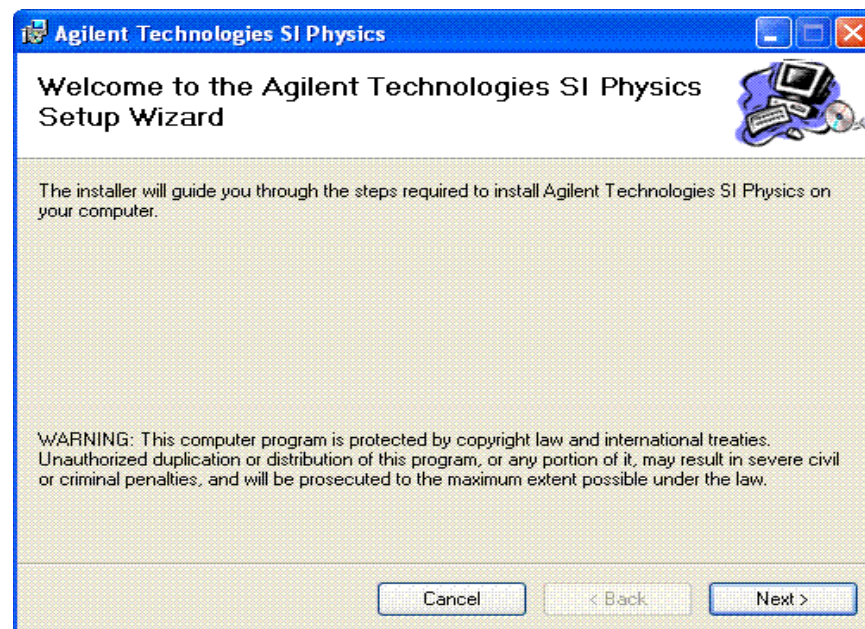 Agilent Technologies SI Physics
Welcome to the Agilent Technologies SI Physics
Setup Wizard
The installer will guide you through the steps required to install Agilent Technologies SI Physics on
your computer.
WARNING: This computer program is protected by copyright law and international treaties.
Unauthorized duplication or distribution of this program, or any portion of it, may result in severe civil
or criminal penalties, and will be prosecuted to the maximum extent possible under the law.
Cancel < Back Next >